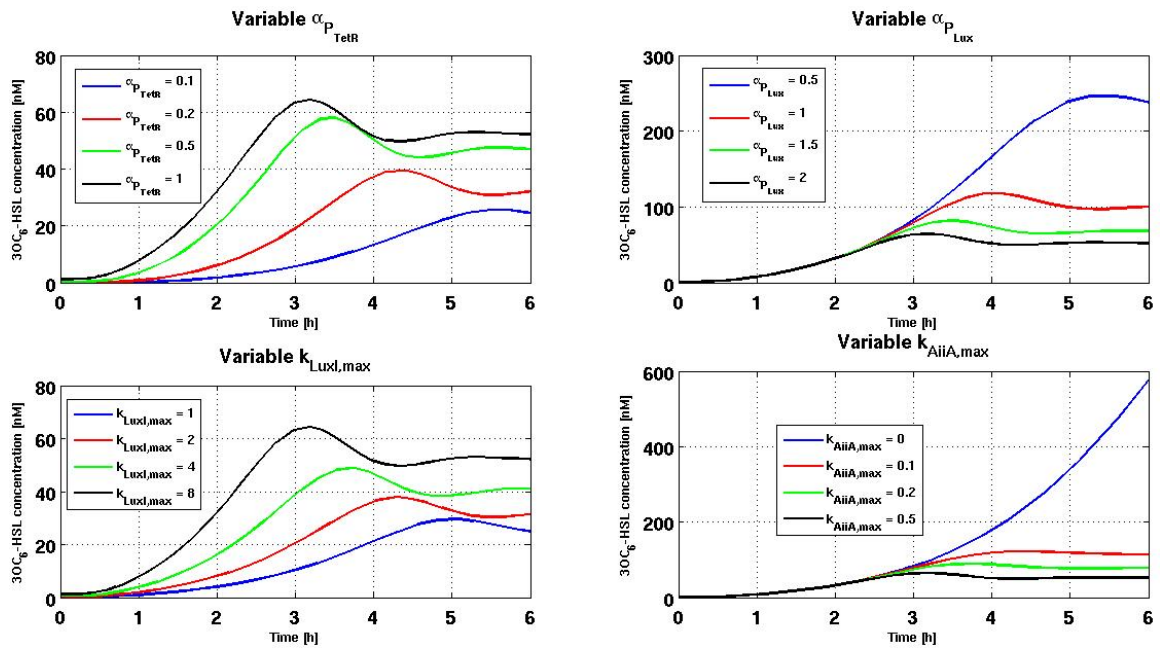 Variable α_P_TetR
80
60
40
20
0
3OC6-HSL concentration [nM]
α_P_TetR = 0.1
α_P_TetR = 0.2
α_P_TetR = 0.5
α_P_TetR = 1
0 1 2 3 4 5 6
Time [h]
Variable α_P_Lux
300
200
100
0
3OC6-HSL concentration [nM]
α_P_Lux = 0.5
α_P_Lux = 1
α_P_Lux = 1.5
α_P_Lux = 2
0 1 2 3 4 5 6
Time [h]
Variable k_LuxI,max
80
60
40
20
0
3OC6-HSL concentration [nM]
k_LuxI,max = 1
k_LuxI,max = 2
k_LuxI,max = 4
k_LuxI,max = 8
0 1 2 3 4 5 6
Time [h]
Variable k_AiiA,max
600
400
200
0
3OC6-HSL concentration [nM]
k_AiiA,max = 0
k_AiiA,max = 0.1
k_AiiA,max = 0.2
k_AiiA,max = 0.5
0 1 2 3 4 5 6
Time [h]